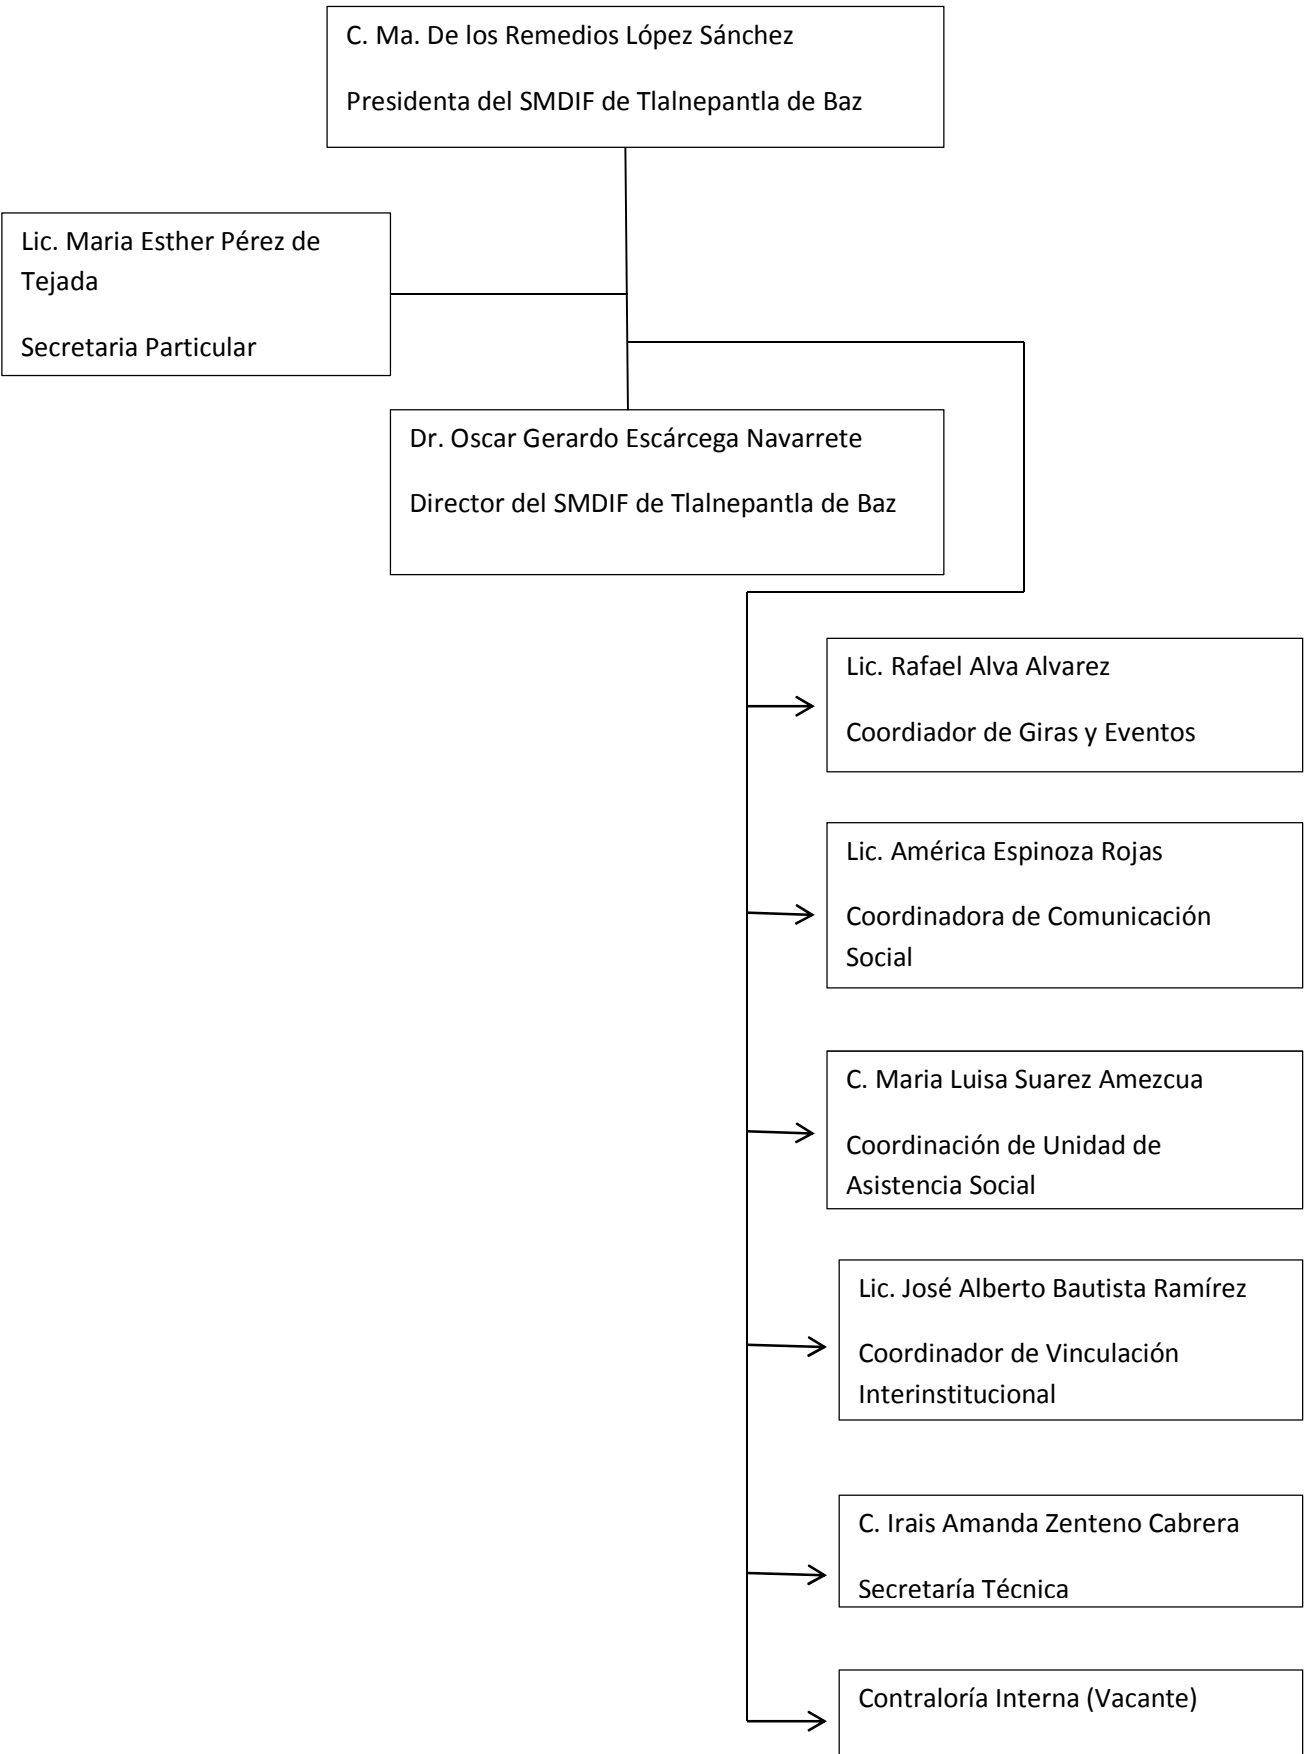 C. Ma. De los Remedios López Sánchez
Presidenta del SMDIF de Tlalnepantla de Baz
Lic. Maria Esther Pérez de
Tejada
Secretaria Particular
Dr. Oscar Gerardo Escárcega Navarrete
Director del SMDIF de Tlalnepantla de Baz
Lic. Rafael Alva Alvarez
Coordiador de Giras y Eventos
Lic. América Espinoza Rojas
Coordinadora de Comunicación
Social
C. Maria Luisa Suarez Amezcua
Coordinación de Unidad de
Asistencia Social
Lic. José Alberto Bautista Ramírez
Coordinador de Vinculación
Interinstitucional
C. Irais Amanda Zenteno Cabrera
Secretaría Técnica
Contraloría Interna (Vacante)